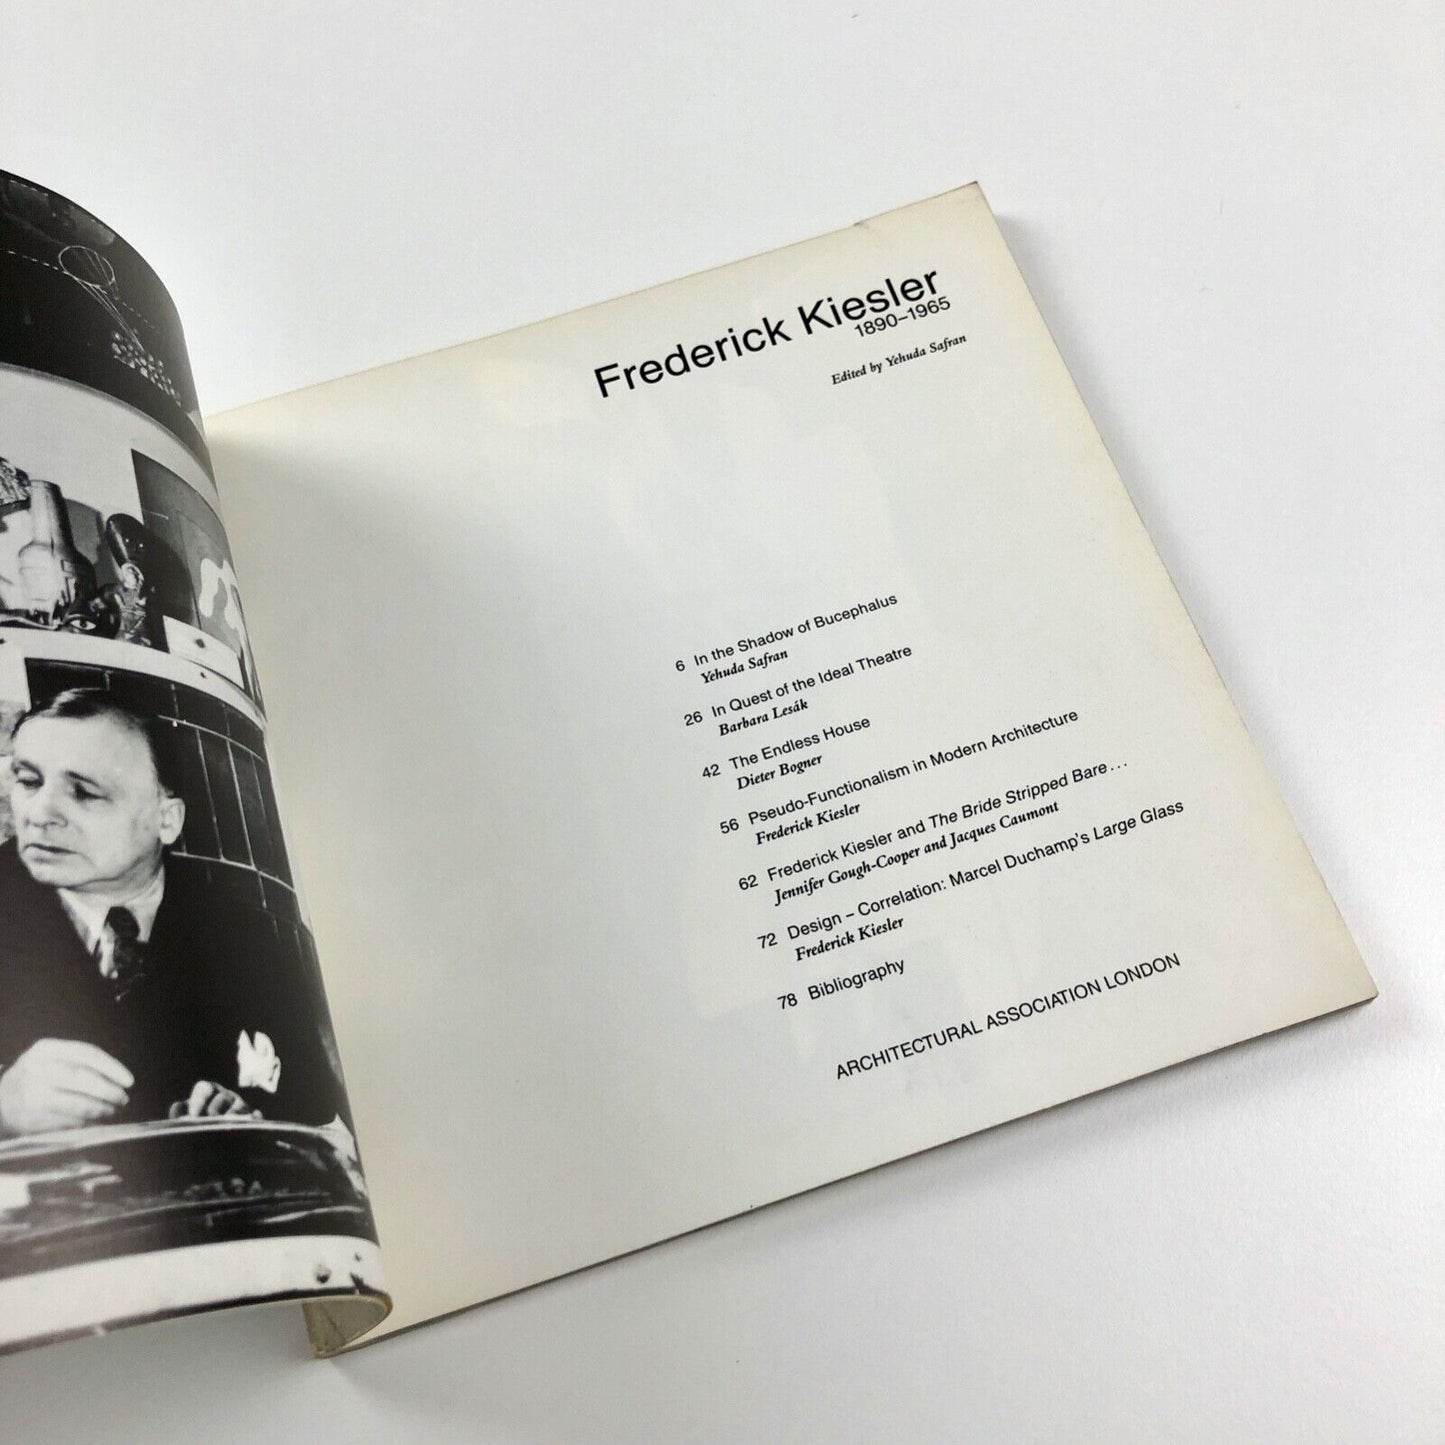 Frederick Kiesler
1890–1965
Edited by Yehuda Safran
6 In the Shadow of Bucephalus
Yehuda Safran
26 In Quest of the Ideal Theatre
Barbara Lesák
42 The Endless House
Dieter Bogner
56 Pseudo-Functionalism in Modern Architecture
Frederick Kiesler
62 Frederick Kiesler and The Bride Stripped Bare . . .
Jennifer Gough-Cooper and Jacques Caumont
72 Design – Correlation: Marcel Duchamp's Large Glass
Frederick Kiesler
78 Bibliography
ARCHITECTURAL ASSOCIATION LONDON